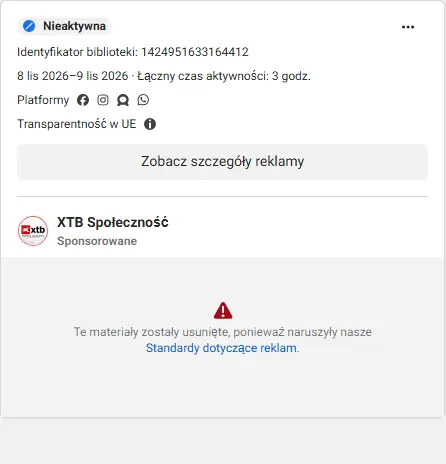 Nieaktywna
Identyfikator biblioteki: 1424951633164412
8 lis 2026–9 lis 2026 · Łączny czas aktywności: 3 godz.
Platformy
Transparentność w UE
Zobacz szczegóły reklamy
xtb
XTB Społeczność
Sponsorowane
Te materiały zostały usunięte, ponieważ naruszyły nasze
Standardy dotyczące reklam.